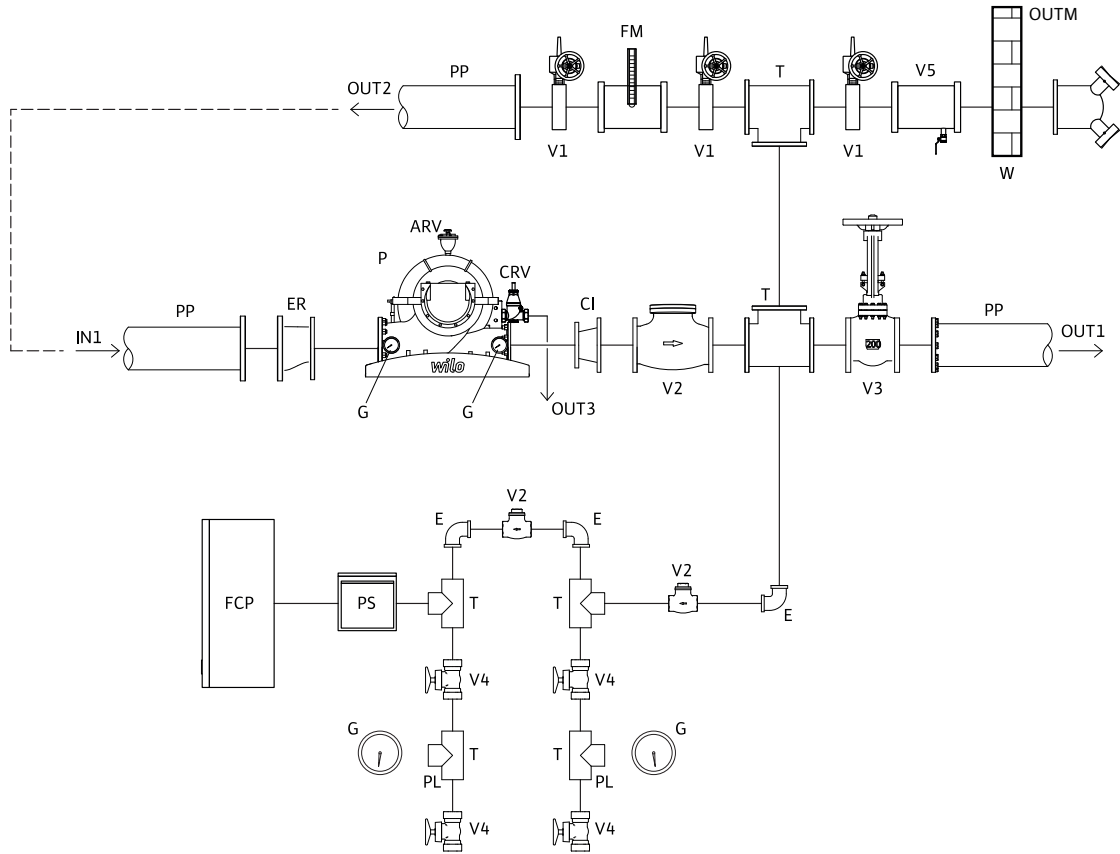 OUTM
FM
PP
T
V5
OUT2
V1
V1
V1
W
ARV
P
CRV
PP
ER
CI
T
PP
IN1
OUT1
200
wilo
V2
V3
G
G
OUT3
V2
E
E
V2
FCP
PS
T
T
E
V4
V4
G
G
T
T
PL
PL
V4
V4